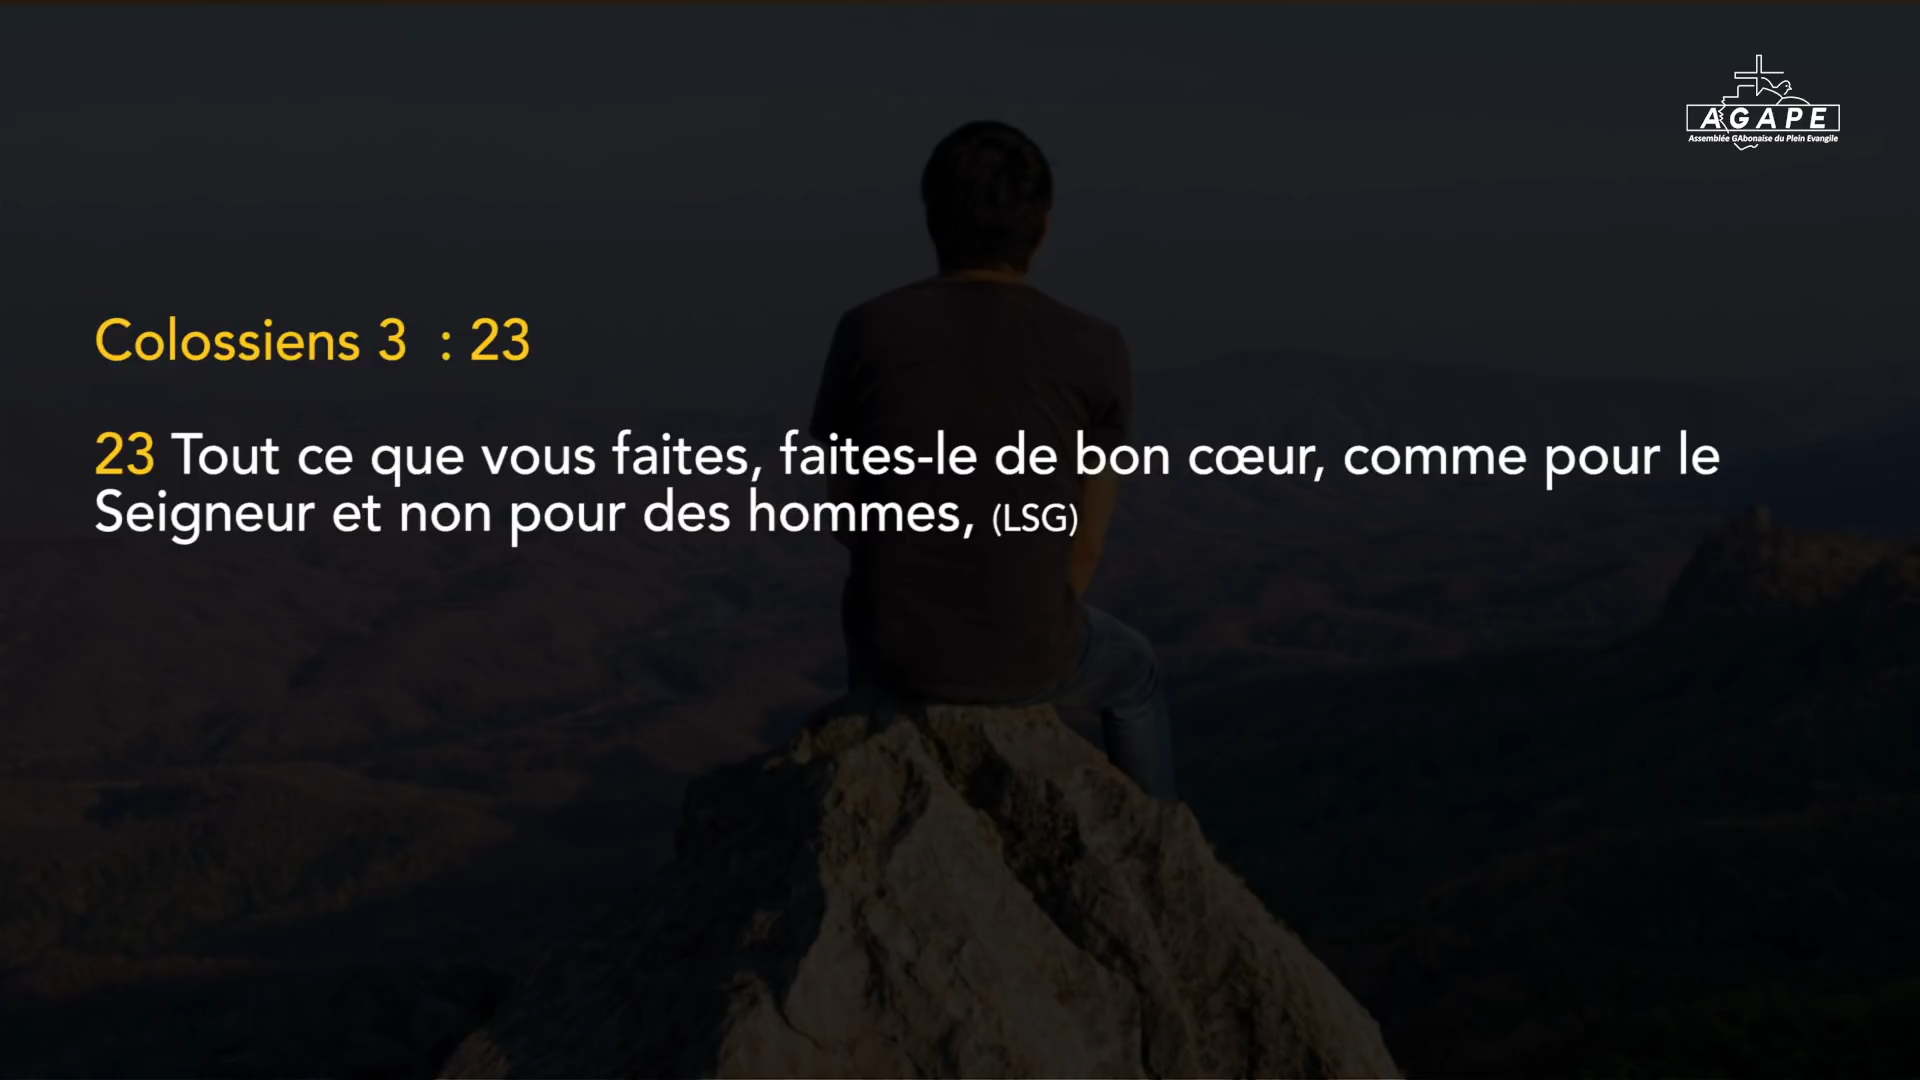 AGAPE
Assemblée GAbonaise du Plein Evangile
Colossiens 3  : 23
23 Tout ce que vous faites, faites-le de bon cœur, comme pour le
Seigneur et non pour des hommes, (LSG)